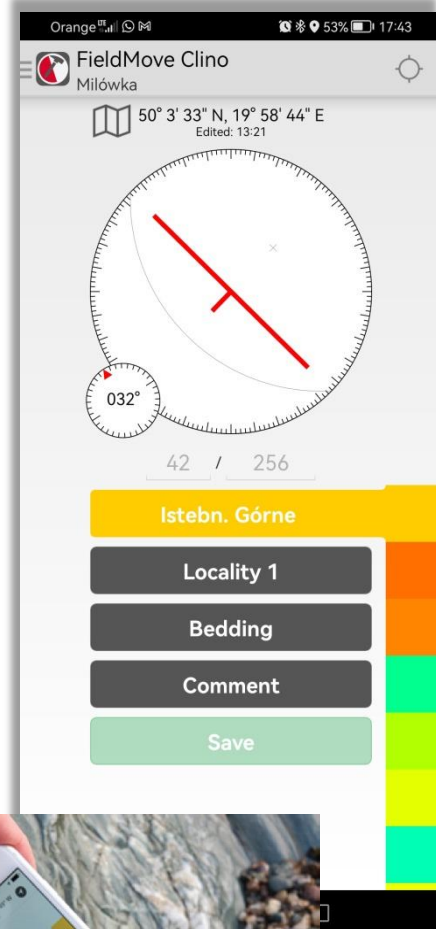 Orange 53% 17:43
FieldMove Clino
Milówka
50° 3' 33" N, 19° 58' 44" E
Edited: 13:21
032°
42 / 256
Istebn. Górne
Locality 1
Bedding
Comment
Save